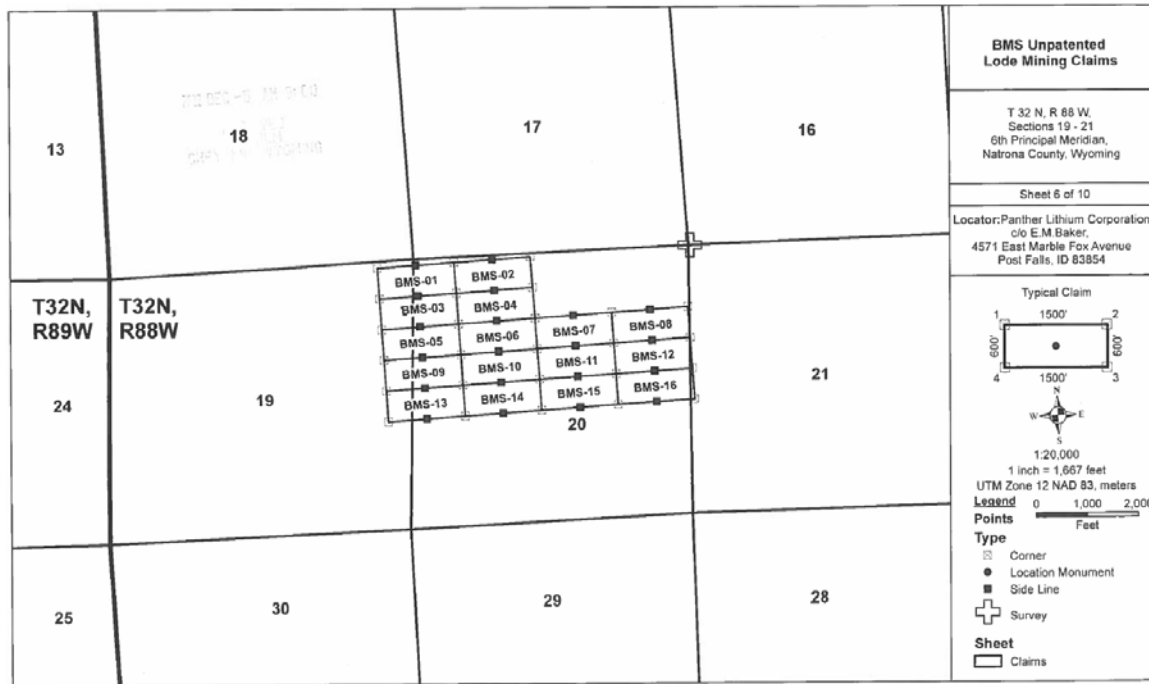 BMS Unpatented
Lode Mining Claims
T 32 N, R 88 W,
Sections 19 - 21
6th Principal Meridian,
Natrona County, Wyoming
Sheet 6 of 10
Locator:Panther Lithium Corporation
c/o E.M.Baker,
4571 East Marble Fox Avenue
Post Falls, ID 83854
Typical Claim
1 1500' 2
600' 600'
4 1500' 3
N
W E
S
1:20,000
1 inch = 1,667 feet
UTM Zone 12 NAD 83, meters
Legend
0 1,000 2,000
Feet
Points
Type
Corner
Location Monument
Side Line
Survey
Sheet
Claims
13
18
17
16
T32N,
R89W
T32N,
R88W
BMS-01
BMS-02
BMS-03
BMS-04
BMS-05
BMS-06
BMS-07
BMS-08
BMS-09
BMS-10
BMS-11
BMS-12
BMS-13
BMS-14
BMS-15
BMS-16
24
19
20
21
25
30
29
28